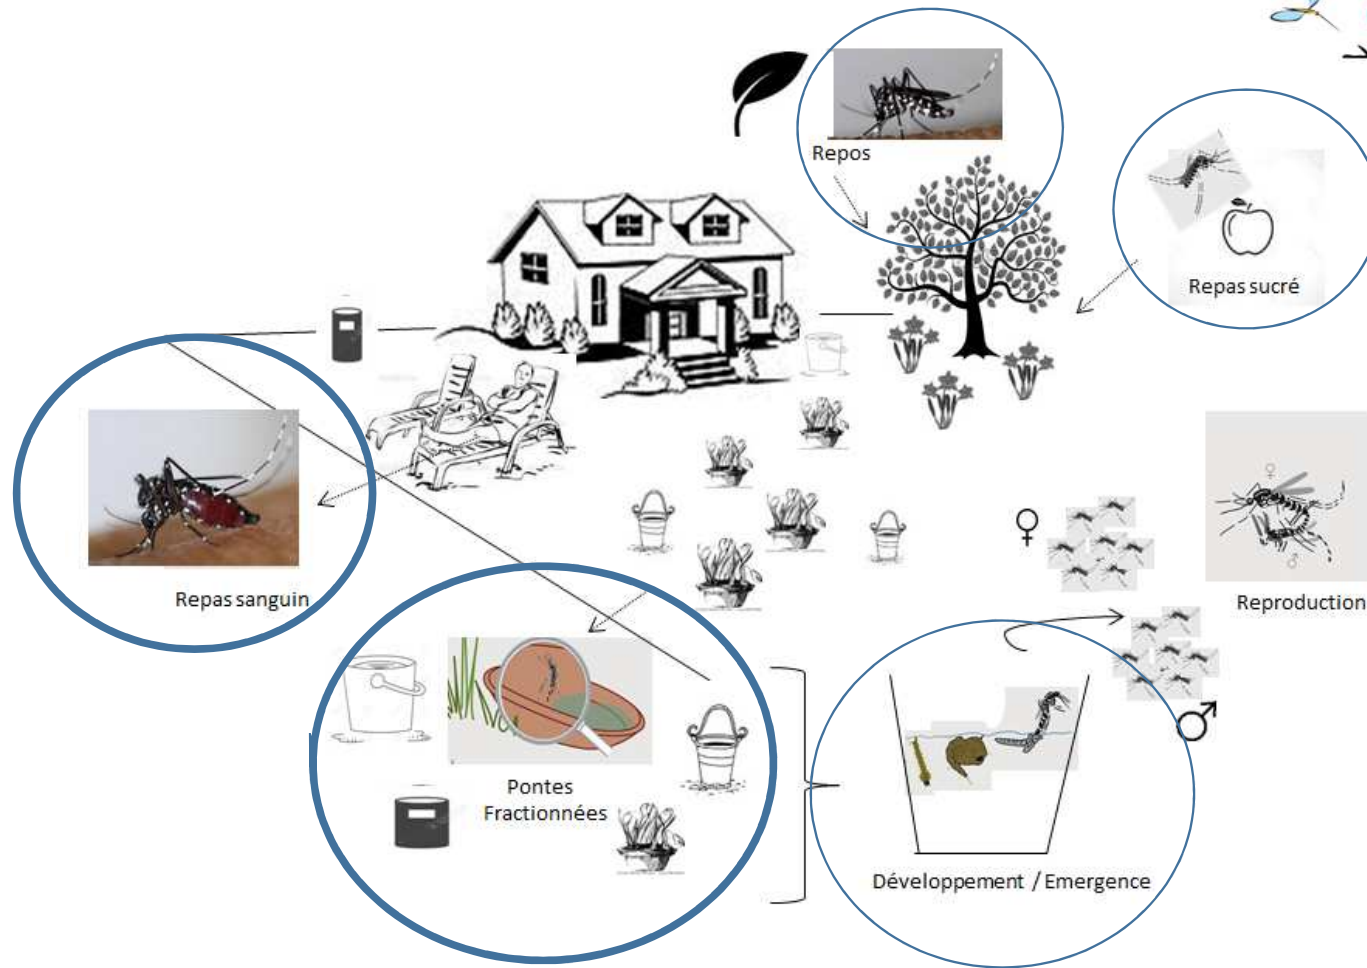 Repos
Repas sucré
Repas sanguin
♀
♀
♂
Reproduction
♂
Pontes
Fractionnées
Développement / Emergence